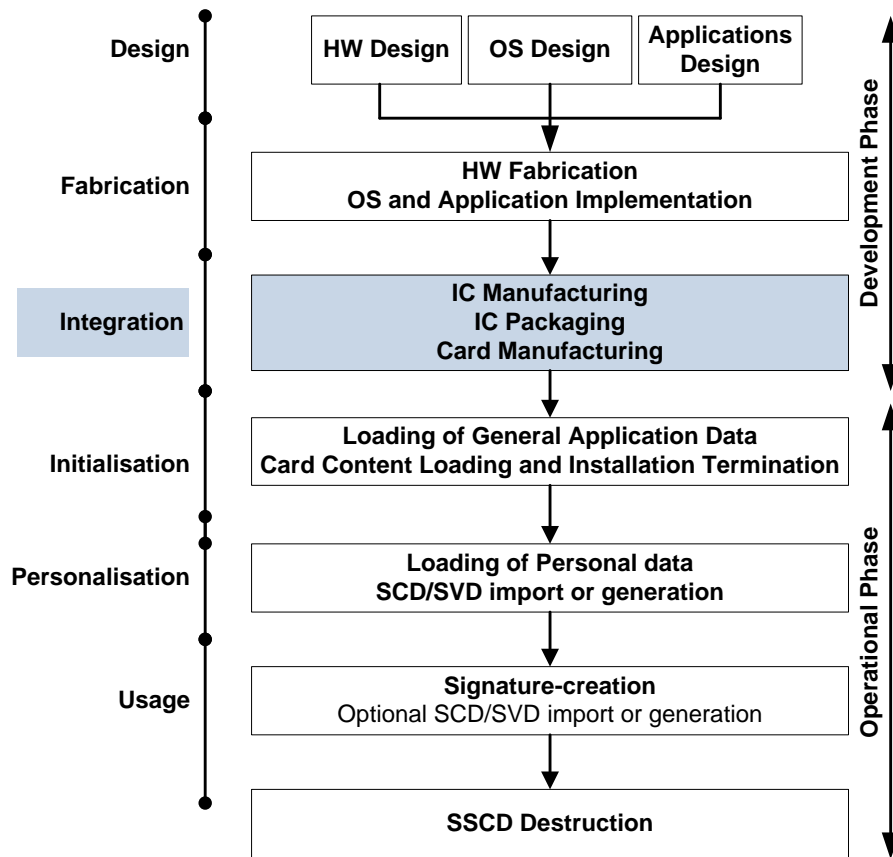 Design
HW Design
OS Design
Applications
Design
Fabrication
HW Fabrication
OS and Application Implementation
Development Phase
Integration
IC Manufacturing
IC Packaging
Card Manufacturing
Initialisation
Loading of General Application Data
Card Content Loading and Installation Termination
Personalisation
Loading of Personal data
SCD/SVD import or generation
Operational Phase
Usage
Signature-creation
Optional SCD/SVD import or generation
SSCD Destruction